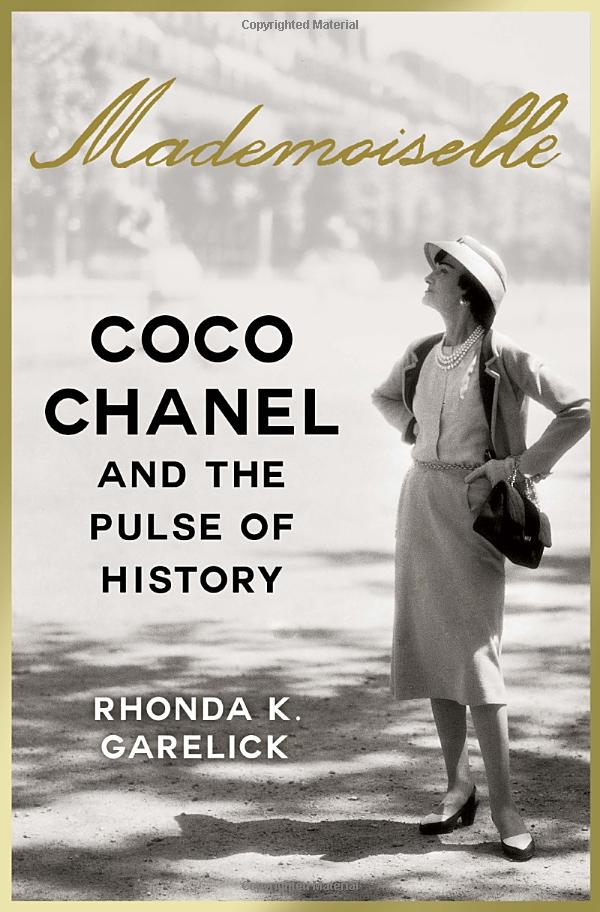 Copyrighted Material
Mademoiselle
COCO
CHANEL
AND THE
PULSE OF
HISTORY
RHONDA K.
GARELICK
Copyrighted Material